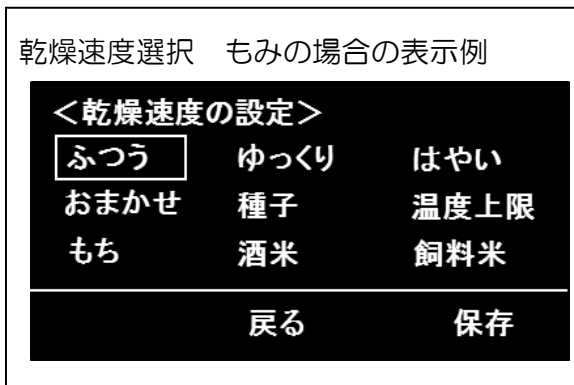 乾燥速度選択　もみの場合の表示例
＜乾燥速度の設定＞
ふつう　ゆっくり　はやい
おまかせ　種子　温度上限
もち　酒米　飼料米
戻る　保存